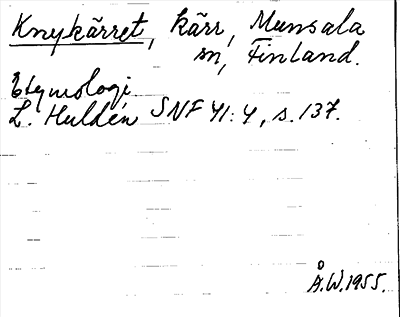 Knykärret, kärr, Munsala
sn, Finland.
Etymologi.
L. Huldén SNF 41:4, s. 137.
Å.W.1955.